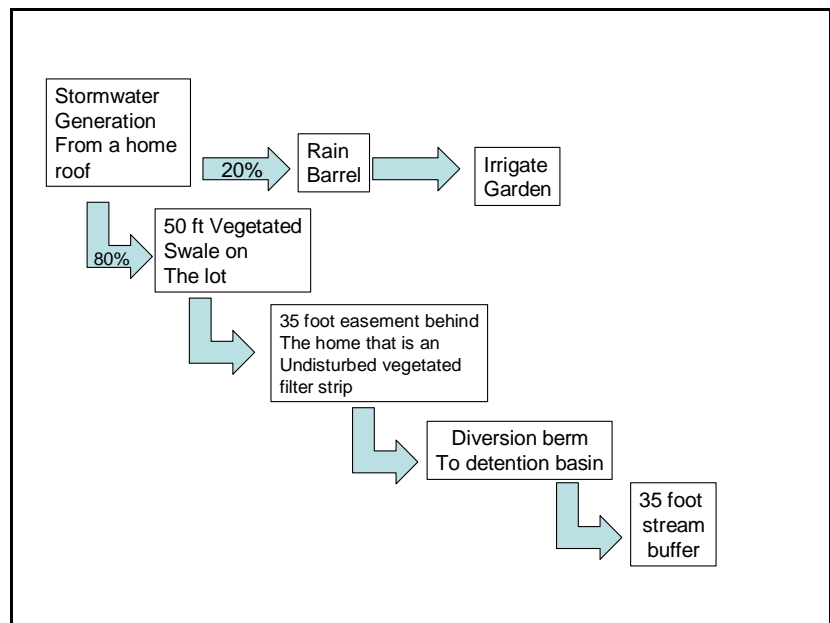 Stormwater
Generation
From a home
roof
20%
Rain
Barrel
Irrigate
Garden
80%
50 ft Vegetated
Swale on
The lot
35 foot easement behind
The home that is an
Undisturbed vegetated
filter strip
Diversion berm
To detention basin
35 foot
stream
buffer